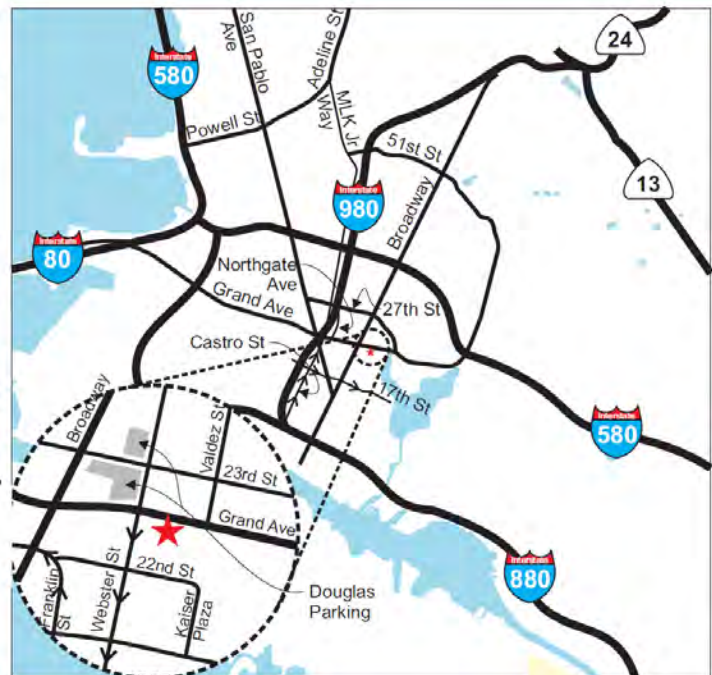 San Pablo
Ave
Adeline St
Interstate
580
24
Powell St
MLK Jr
Way
51st St
13
Interstate
980
Broadway
Interstate
80
Northgate
Ave
Grand Ave
27th St
Castro St
17th St
Interstate
580
Broadway
Valdez St
23rd St
Grand Ave
Interstate
880
22nd St
Franklin
St
Webster St
Kaiser
Plaza
Douglas
Parking